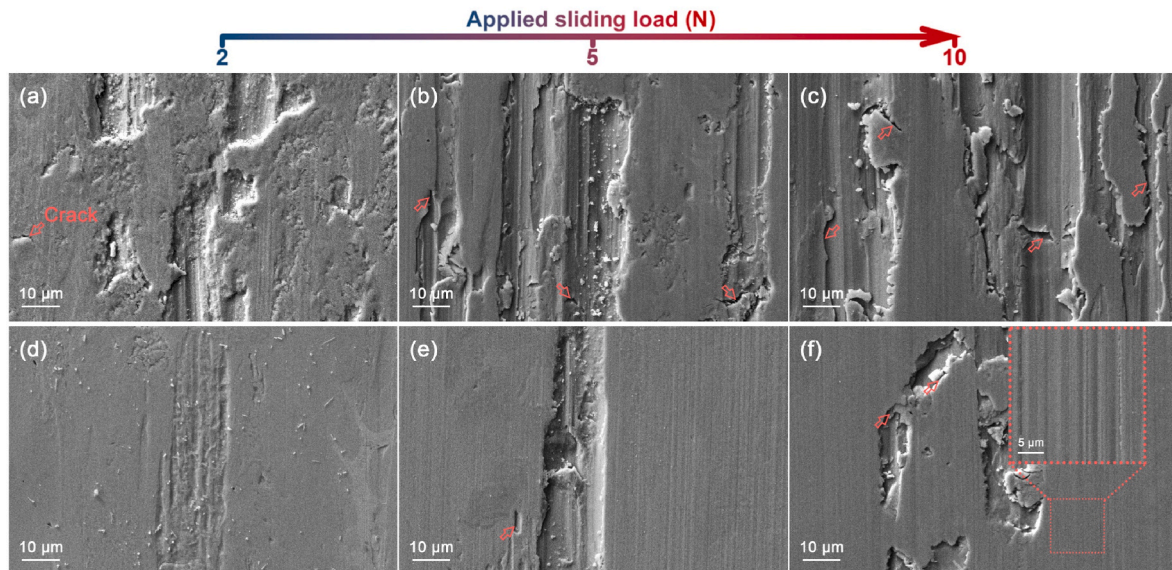 Applied sliding load (N)
2 5 10
(a) (b) (c)
Crack
10 μm 10 μm 10 μm
(d) (e) (f)
5 μm
10 μm 10 μm 10 μm